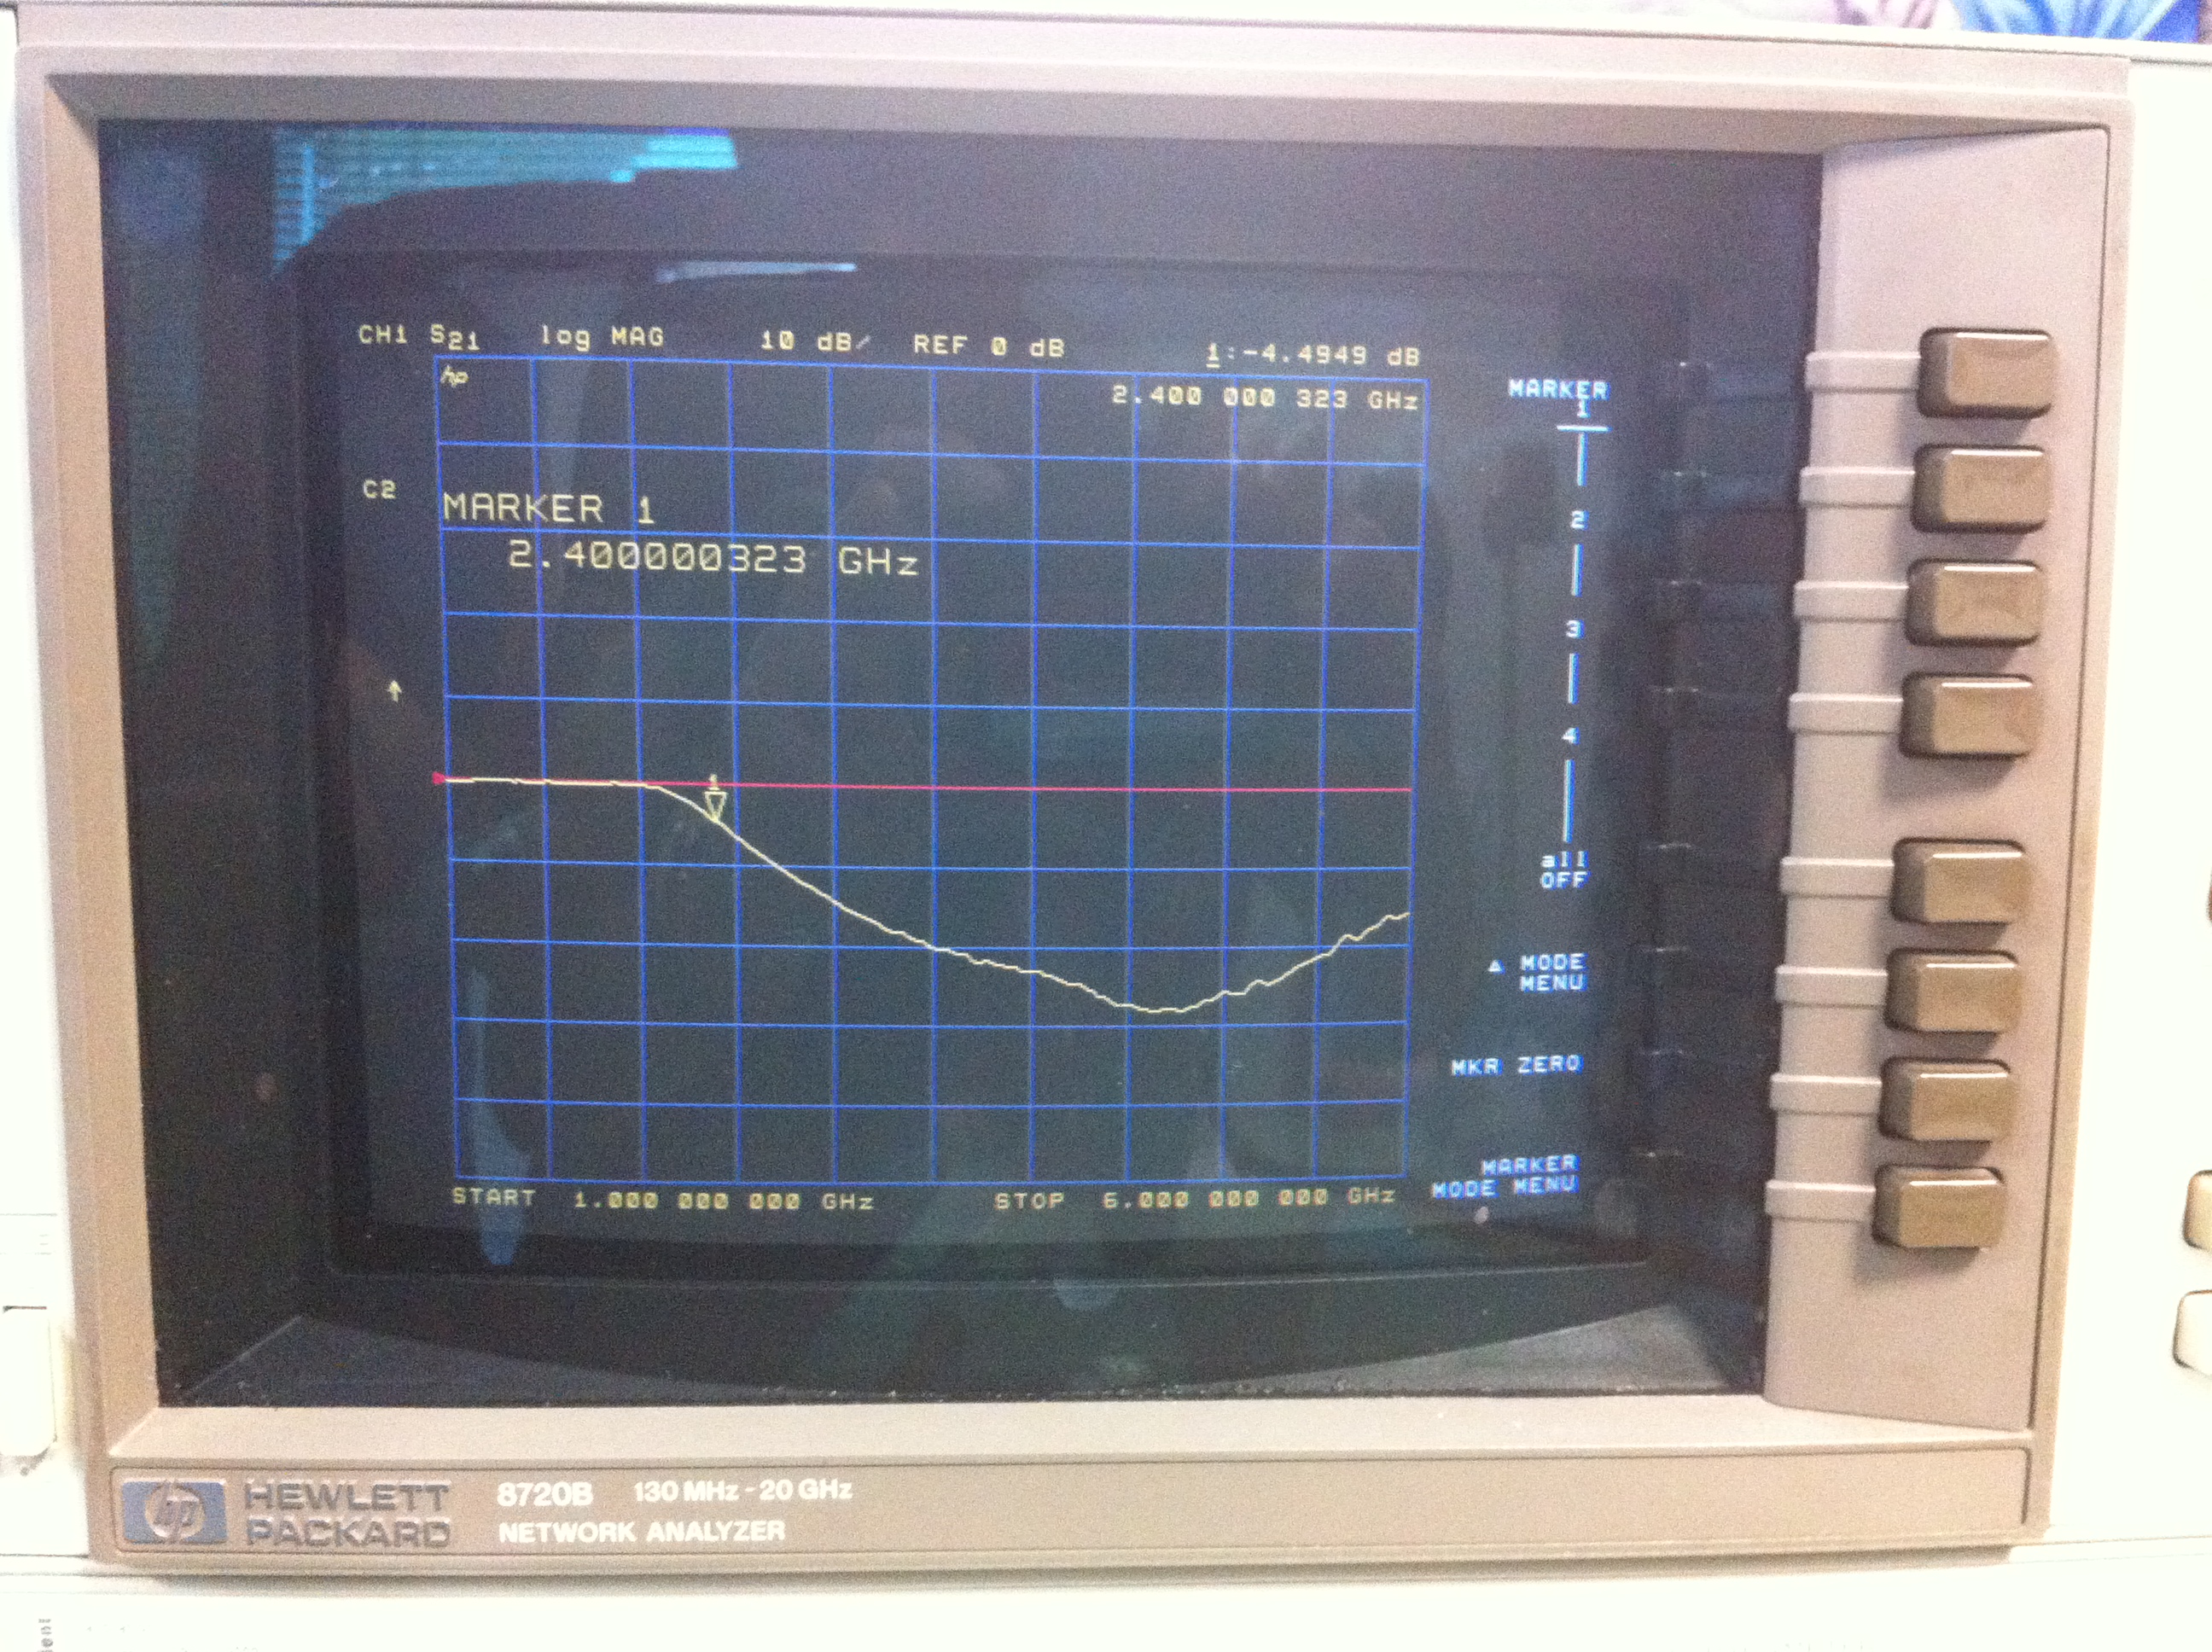 CH1 S21 log MAG 10 dB/ REF 0 dB 1:-4.4949 dB
hp
2.400 000 323 GHz
MARKER
1
C2
MARKER 1
2.400000323 GHz
2
3
↑
4
1
all
OFF
△ MODE
MENU
MKR ZERO
MARKER
MODE MENU
START 1.000 000 000 GHz STOP 6.000 000 000 GHz
hp HEWLETT
PACKARD
8720B 130 MHz - 20 GHz
NETWORK ANALYZER